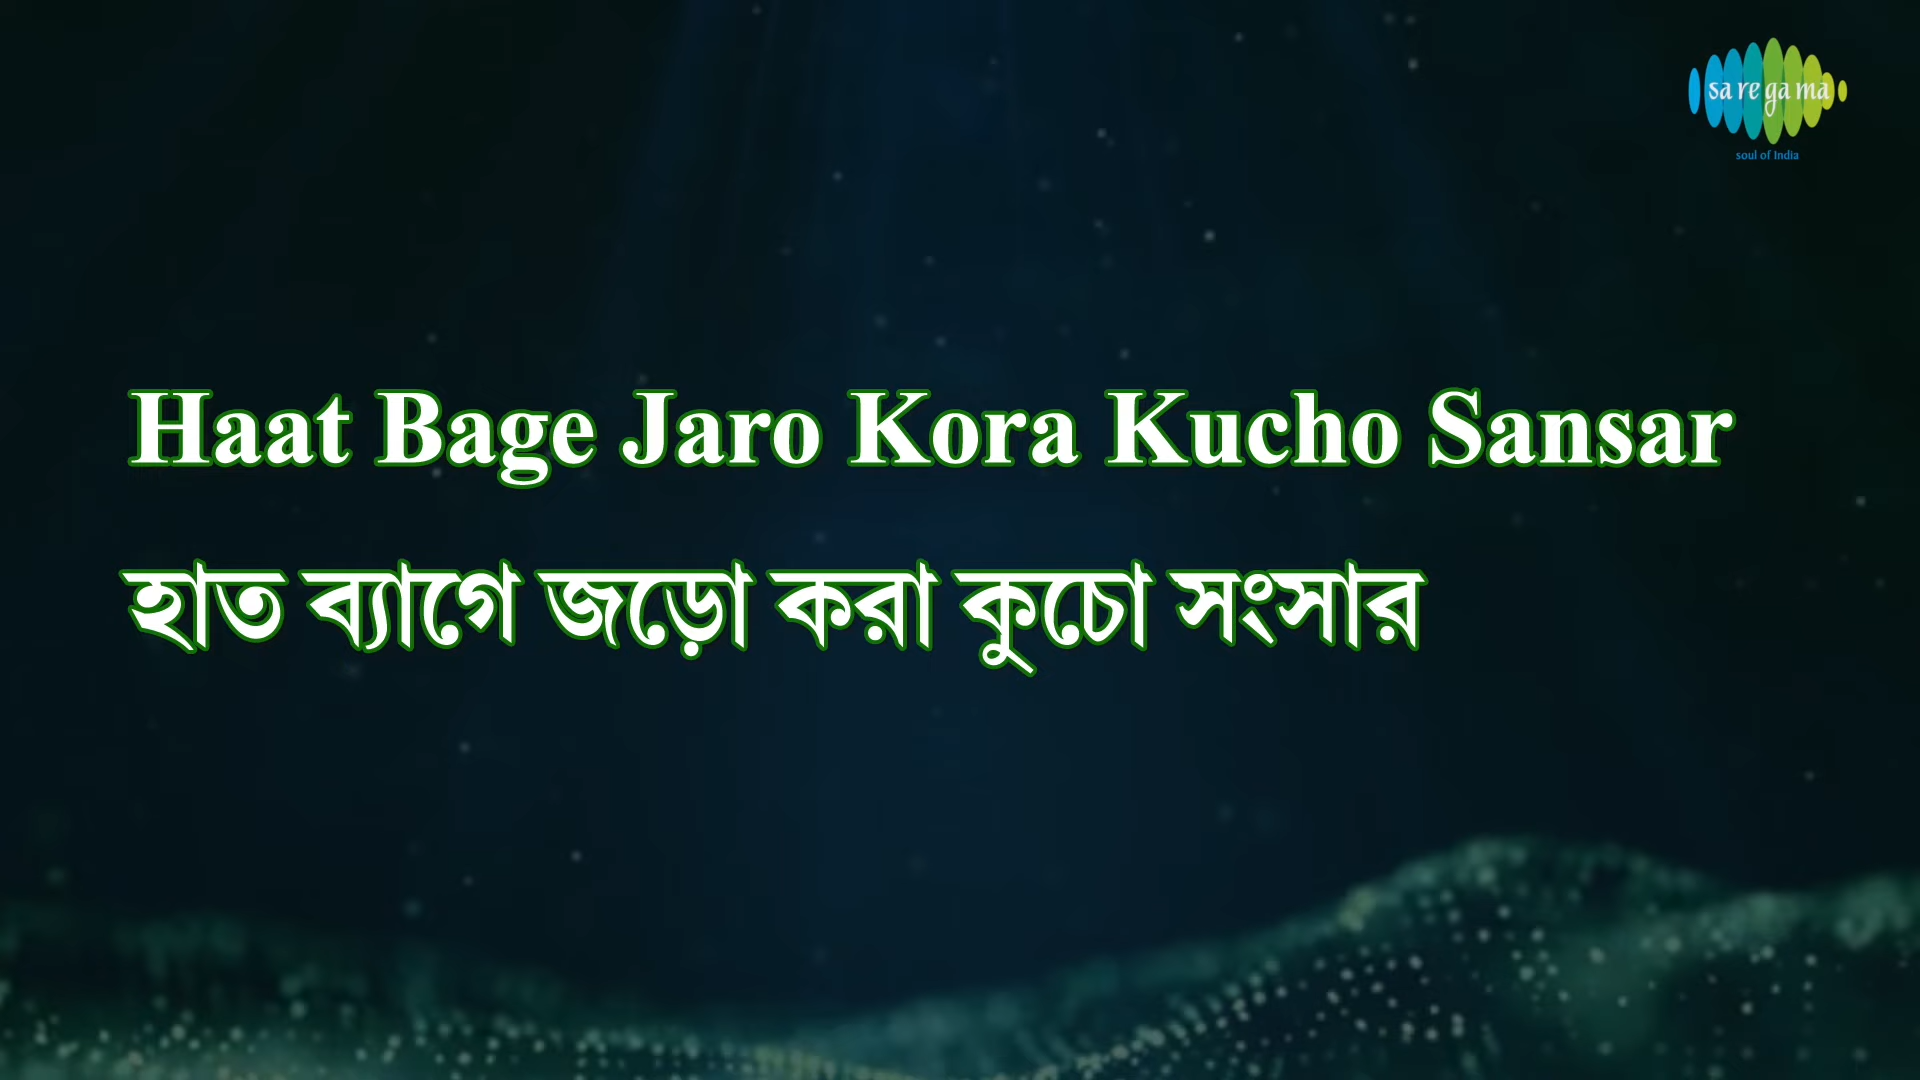 sa re ga ma
soul of India
Haat Bage Jaro Kora Kucho Sansar
হাত ব্যাগে জড়ো করা কুচো সংসার